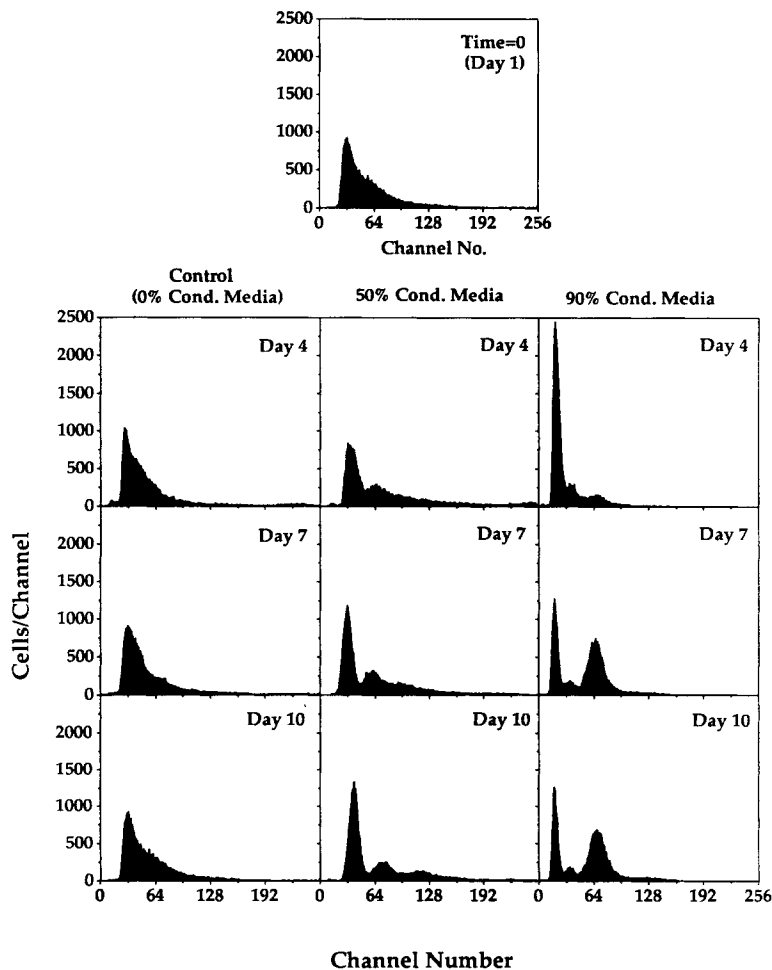 2500
Time=0
(Day 1)
2000
1500
1000
500
0
0 64 128 192 256
Channel No.
Control
(0% Cond. Media)
50% Cond. Media
90% Cond. Media
2500
Day 4
Day 4
Day 4
2000
1500
1000
500
0
Day 7
Day 7
Day 7
2000
1500
1000
500
0
Day 10
Day 10
Day 10
2000
1500
1000
500
0
0 64 128 192 0 64 128 192 0 64 128 192 256
Cells/Channel
Channel Number